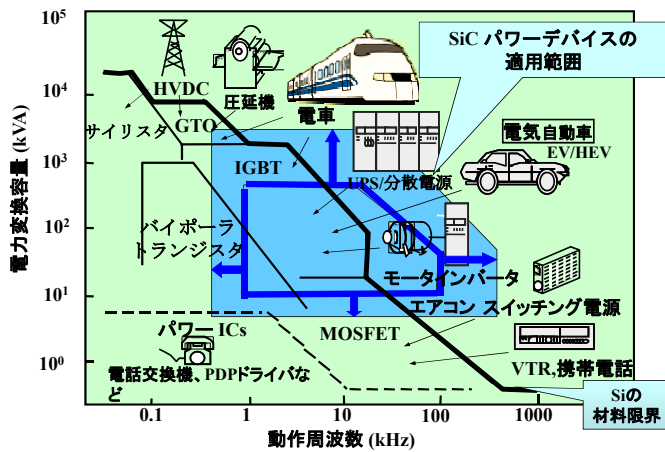 10⁵
10⁴
10³
10²
10¹
10⁰
電力変換容量 (kVA)
0.1
1
10
100
1000
動作周波数 (kHz)
SiC パワーデバイスの
適用範囲
HVDC
圧延機
電車
サイリスタ
GTO
電気自動車
EV/HEV
IGBT
UPS/分散電源
バイポーラ
トランジスタ
モータインバータ
エアコン スイッチング電源
パワー ICs
MOSFET
VTR,携帯電話
電話交換機、PDPドライバな
ど
Siの
材料限界